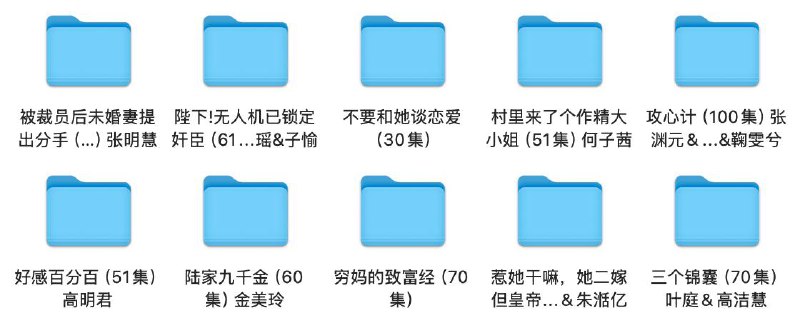 被裁员后未婚妻提
出分手 (...) 张明慧
陛下!无人机已锁定
奸臣 (61...瑶&子愉
不要和她谈恋爱
(30集)
村里来了个作精大
小姐 (51集) 何子茜
攻心计 (100集) 张
渊元 & ...&鞠雯兮
好感百分百 (51集)
高明君
陆家九千金 (60
集) 金美玲
穷妈的致富经 (70
集)
惹她干嘛，她二嫁
但皇帝...& 朱湉亿
三个锦囊 (70集)
叶庭 & 高洁慧